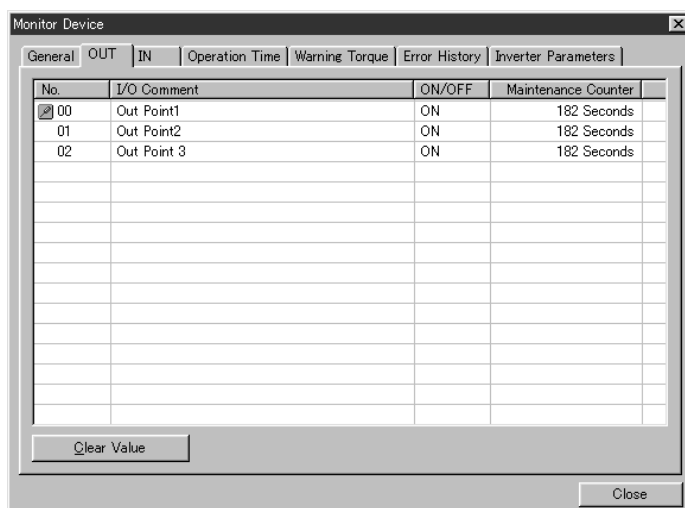 Monitor Device
General OUT IN Operation Time Warning Torque Error History Inverter Parameters
No. I/O Comment ON/OFF Maintenance Counter
00 Out Point1 ON 182 Seconds
01 Out Point2 ON 182 Seconds
02 Out Point 3 ON 182 Seconds
Clear Value
Close